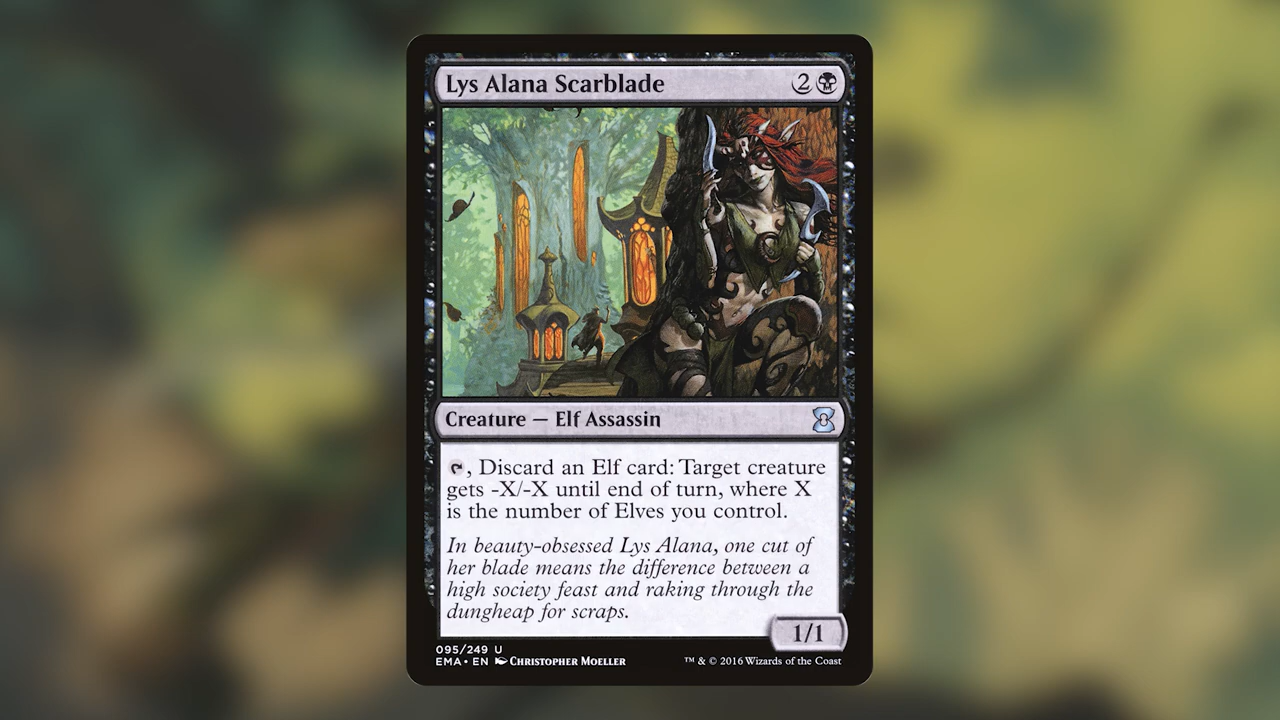 Lys Alana Scarblade 2
Creature — Elf Assassin
, Discard an Elf card: Target creature
gets -X/-X until end of turn, where X
is the number of Elves you control.
In beauty-obsessed Lys Alana, one cut of
her blade means the difference between a
high society feast and raking through the
dungheap for scraps.
1/1
095/249 U
EMA • EN Christopher Moeller
™ & © 2016 Wizards of the Coast